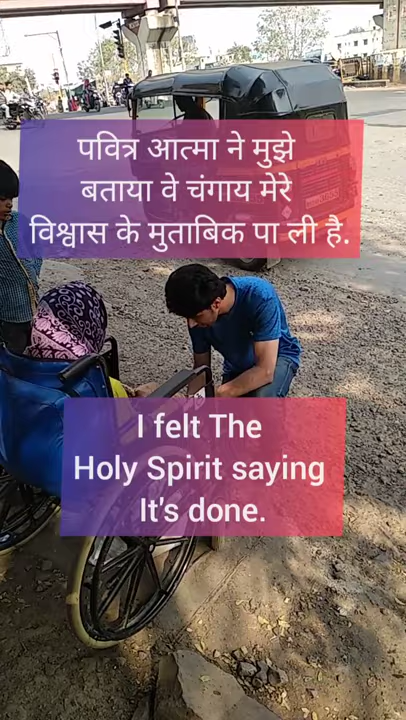 पवित्र आत्मा ने मुझे
बताया वे चंगाय मेरे
विश्वास के मुताबिक पा ली है.
I felt The
Holy Spirit saying
It's done.